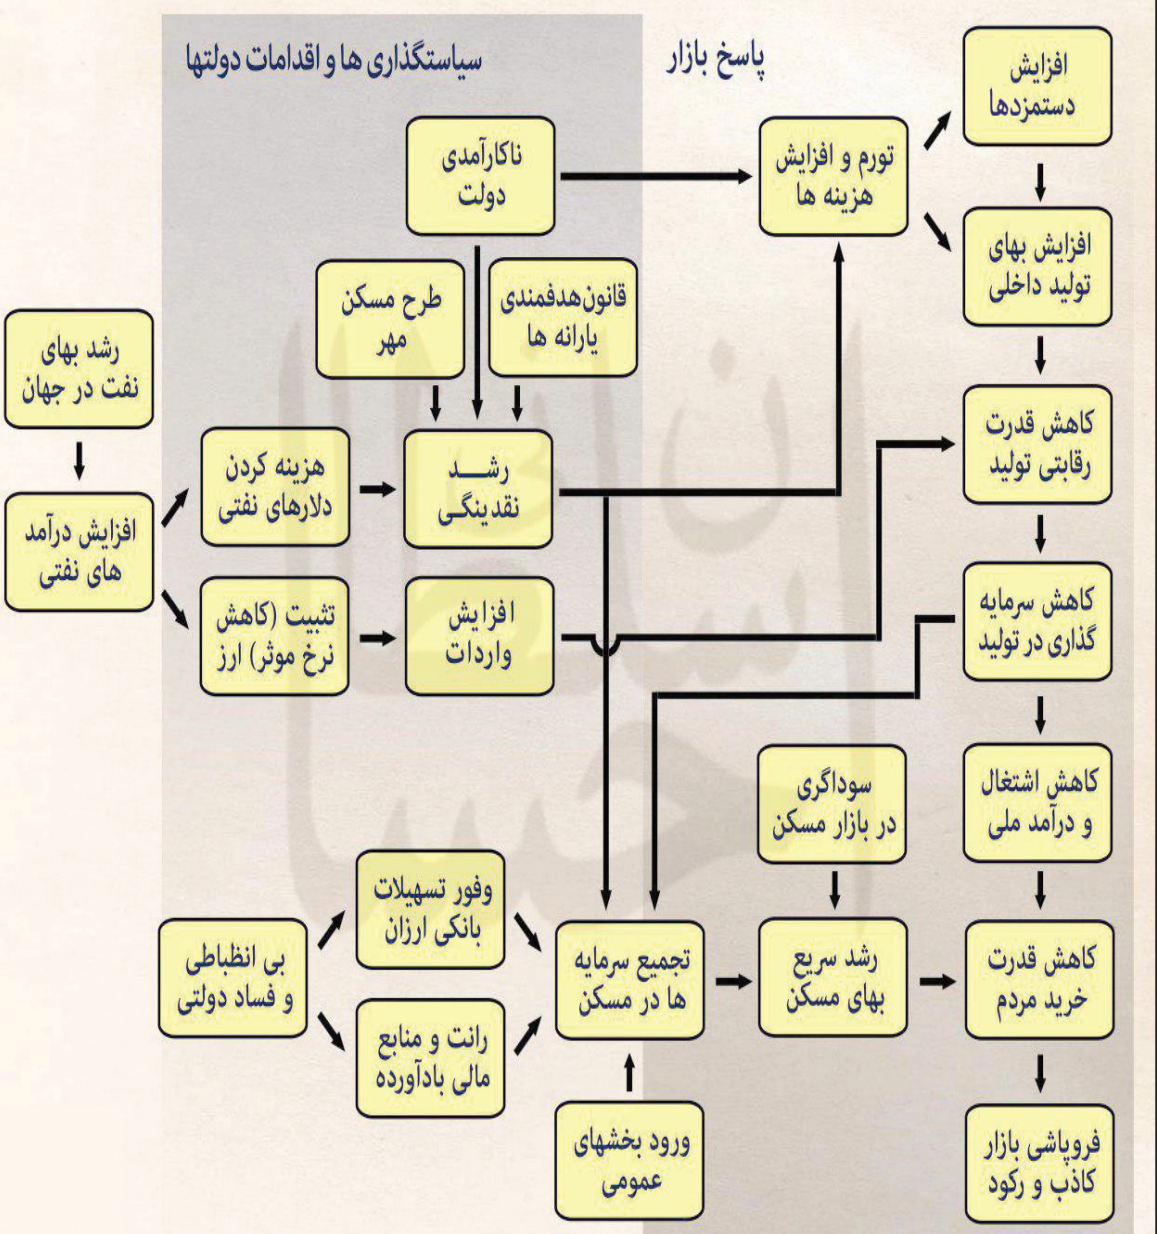 سیاستگذاری ها و اقدامات دولتها
پاسخ بازار
افزایش
دستمزدها
ناکارآمدی
دولت
تورم و افزایش
هزینه ها
افزایش بهای
تولید داخلی
قانون‌هدفمندی
یارانه ها
طرح مسکن
مهر
رشد بهای
نفت در جهان
کاهش قدرت
رقابتی تولید
رشــد
نقدینگـی
هزینه کردن
دلارهای نفتی
افزایش درآمد
های نفتی
کاهش سرمایه
گذاری در تولید
افزایش
واردات
تثبیت (کاهش
نرخ موثر) ارز
کاهش اشتغال
و درآمد ملی
سوداگری
در بازار مسکن
وفور تسهیلات
بانکی ارزان
بی انظباطی
و فساد دولتی
کاهش قدرت
خرید مردم
رشد سریع
بهای مسکن
تجمیع سرمایه
ها در مسکن
رانت و منابع
مالی بادآورده
ورود بخشهای
عمومی
فروپاشی بازار
کاذب و رکود